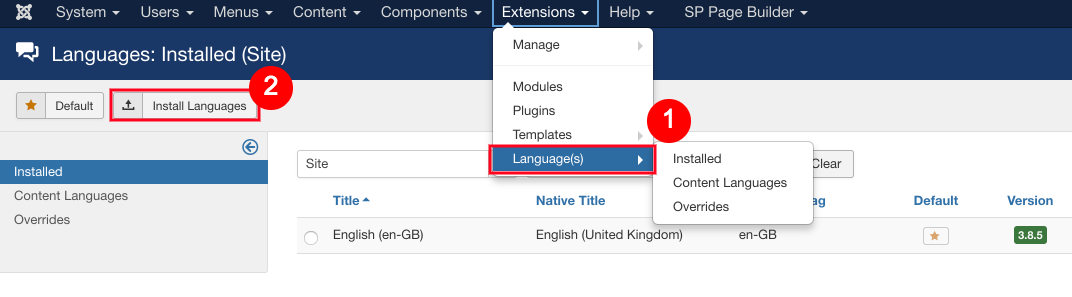 System Users Menus Content Components Extensions Help SP Page Builder
Languages: Installed (Site)
Manage
Modules
Plugins
Templates
Language(s)
Installed
Content Languages
Overrides
1
2
Default Install Languages
Installed
Content Languages
Overrides
Site
Clear
Title Native Title Default Version
English (en-GB) English (United Kingdom) en-GB 3.8.5